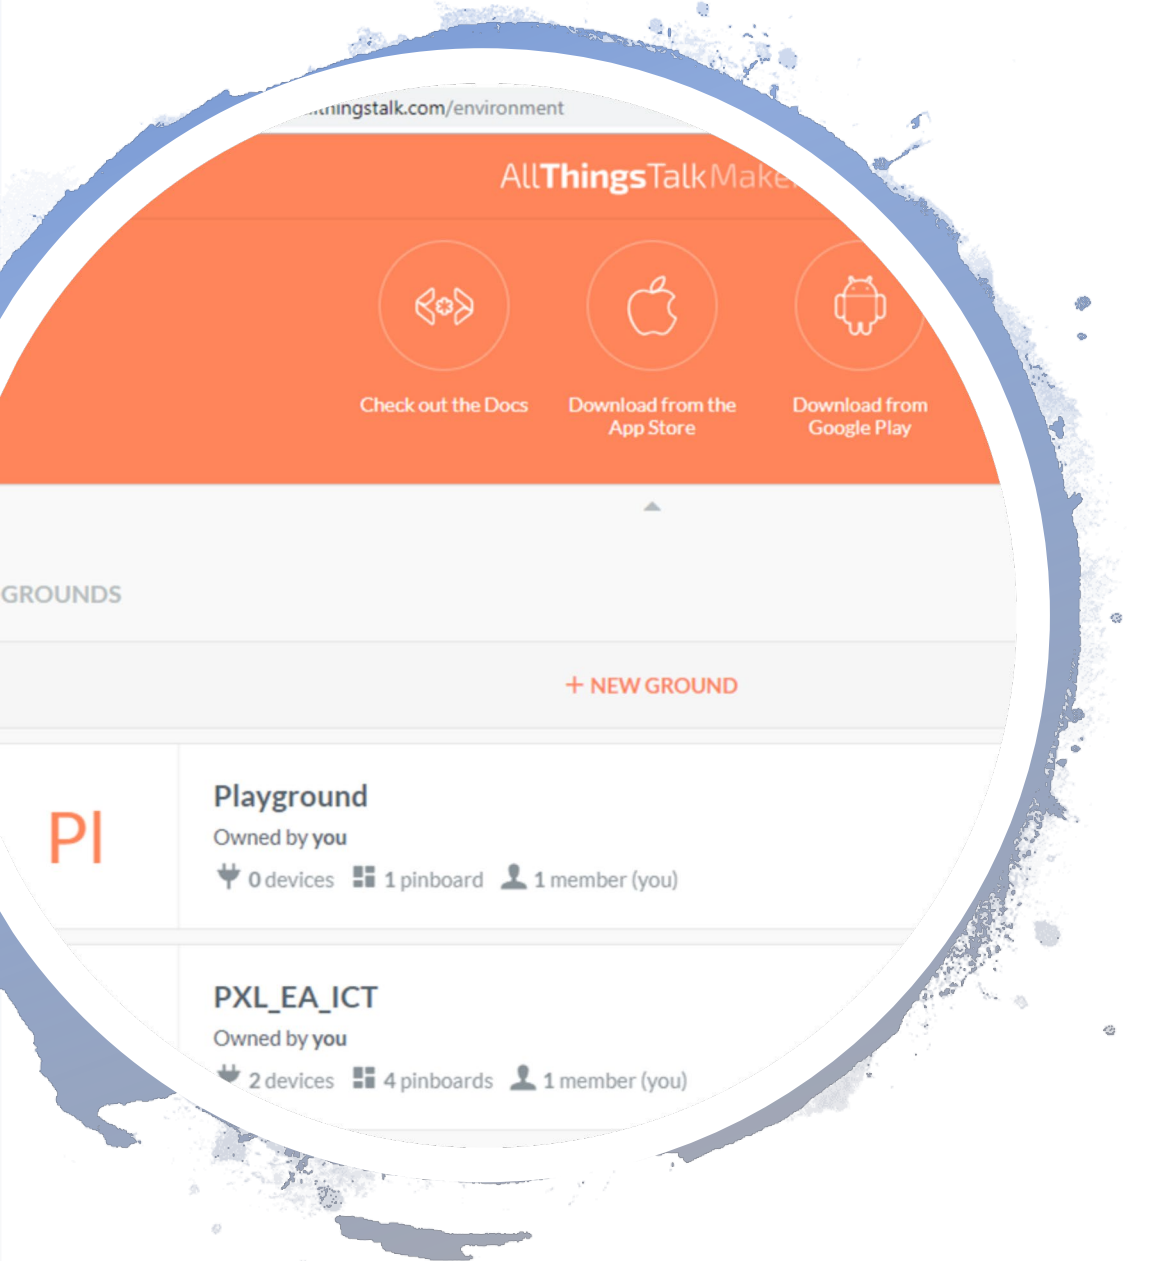 thingstalk.com/environment
AllThingsTalk Maker
Check out the Docs
Download from the
App Store
Download from
Google Play
GROUNDS
+ NEW GROUND
Pl
Playground
Owned by you
0 devices 1 pinboard 1 member (you)
PXL_EA_ICT
Owned by you
2 devices 4 pinboards 1 member (you)